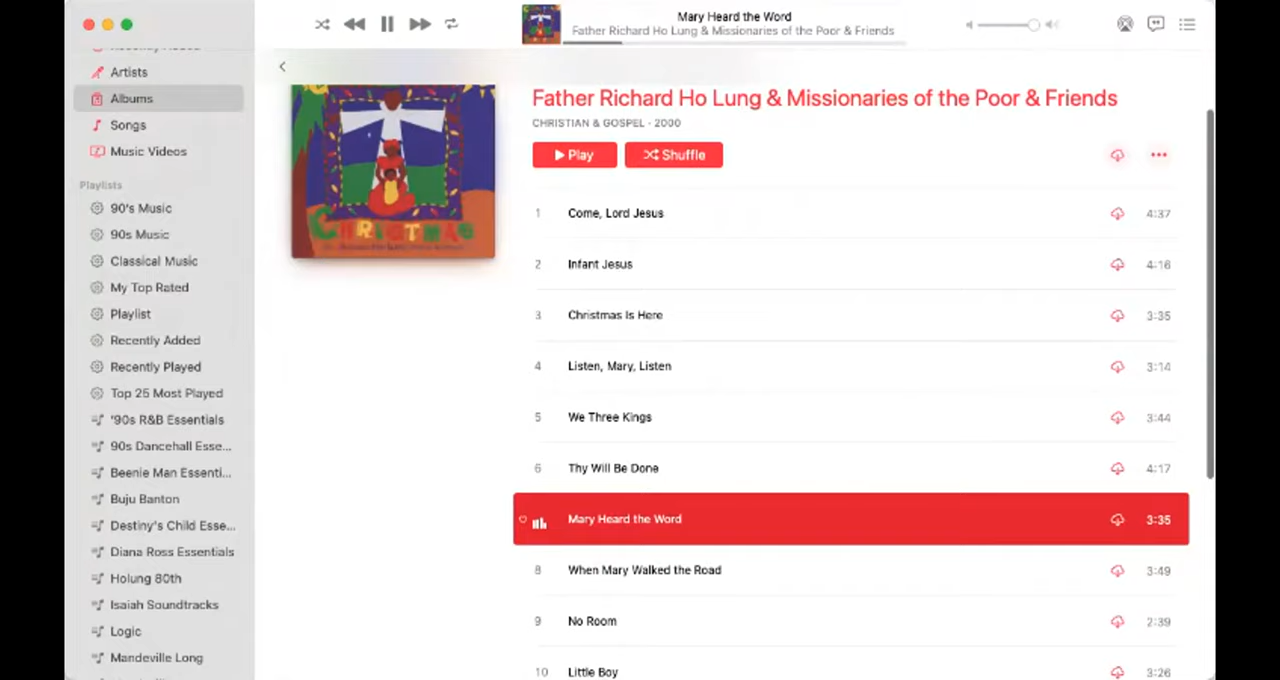 Mary Heard the Word
Father Richard Ho Lung & Missionaries of the Poor & Friends
Recently Added
Artists
Albums
Songs
Music Videos
Playlists
90's Music
90s Music
Classical Music
My Top Rated
Playlist
Recently Added
Recently Played
Top 25 Most Played
'90s R&B Essentials
90s Dancehall Esse...
Beenie Man Essenti...
Buju Banton
Destiny's Child Esse...
Diana Ross Essentials
Holung 80th
Isaiah Soundtracks
Logic
Mandeville Long
CHRISTMAS
Father Richard Ho Lung & Missionaries of the Poor & Friends
CHRISTIAN & GOSPEL · 2000
Play Shuffle
1 Come, Lord Jesus 4:37
2 Infant Jesus 4:16
3 Christmas Is Here 3:35
4 Listen, Mary, Listen 3:14
5 We Three Kings 3:44
6 Thy Will Be Done 4:17
Mary Heard the Word 3:35
8 When Mary Walked the Road 3:49
9 No Room 2:39
10 Little Boy 3:26